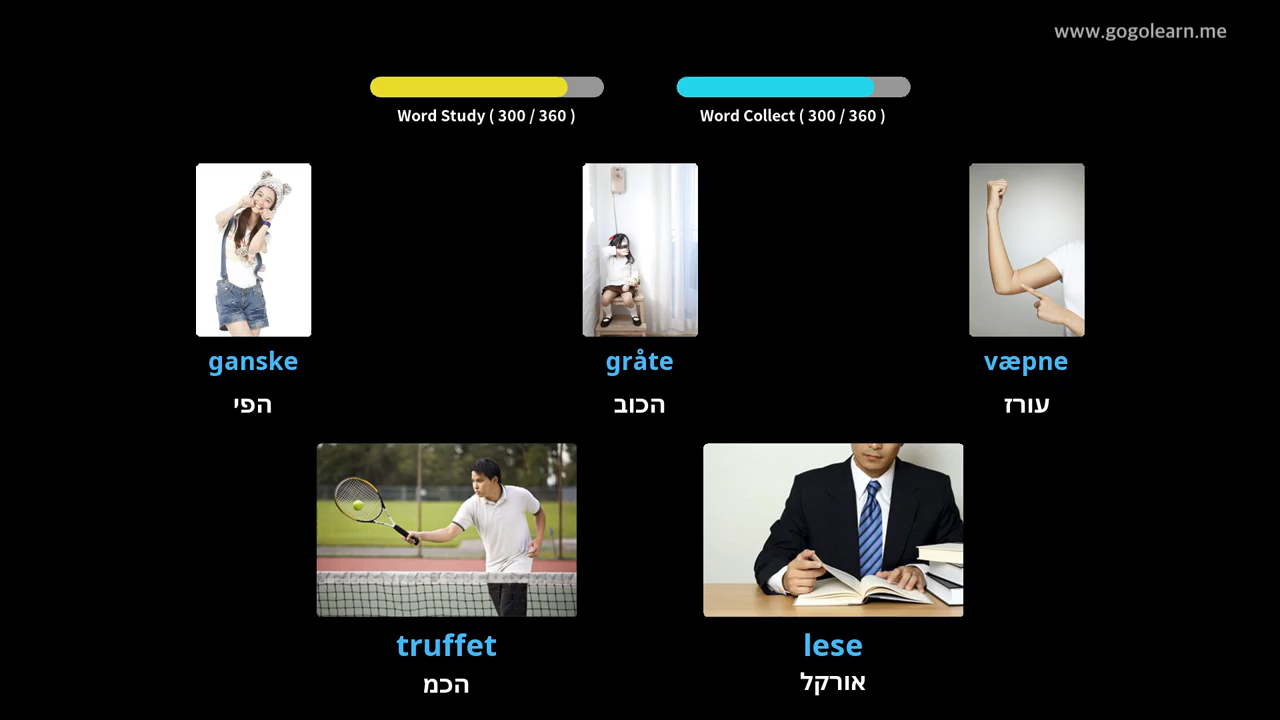 www.gogolearn.me
Word Study ( 300 / 360 )
Word Collect ( 300 / 360 )
ganske
gråte
væpne
הפי
הכוב
עורז
truffet
lese
הכמ
אורקל